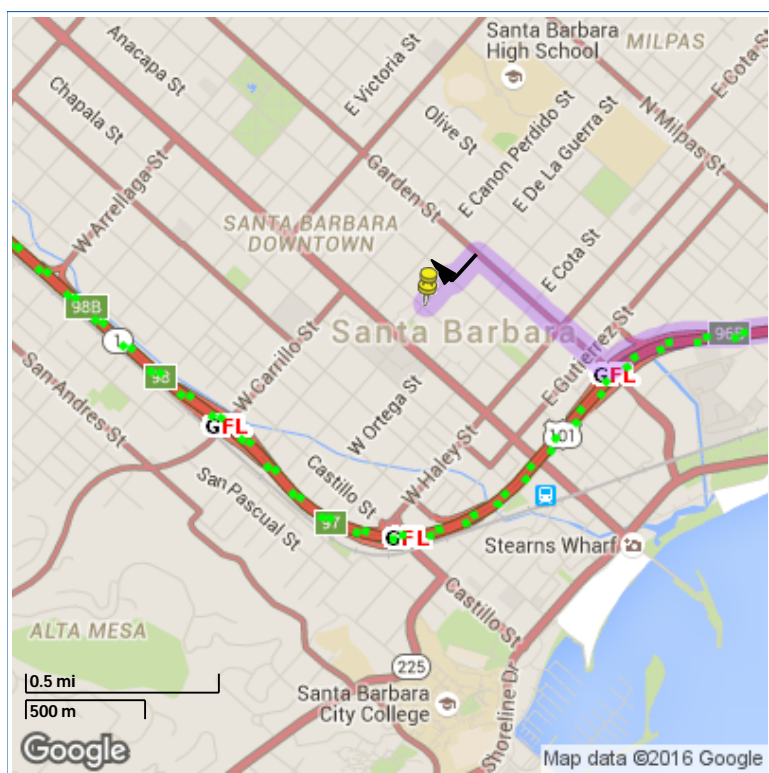 Santa Barbara
High School
MILPAS
E Cota St
Anacapa St
E Victoria St
Chapala St
Olive St
E Canon Perdido St
E De La Guerra St
N Milpas St
Garden St
W Arrellaga St
SANTA BARBARA
DOWNTOWN
E Cota St
98B
1
Santa Barbara
96B
E Gutierrez St
98
W Carrillo St
GFL
San Andres St
GFL
W Ortega St
101
W Haley St
Castillo St
San Pascual St
97
GFL
Stearns Wharf
Castillo St
ALTA MESA
225
0.5 mi
500 m
Santa Barbara
City College
Shoreline Dr
Google
Map data ©2016 Google